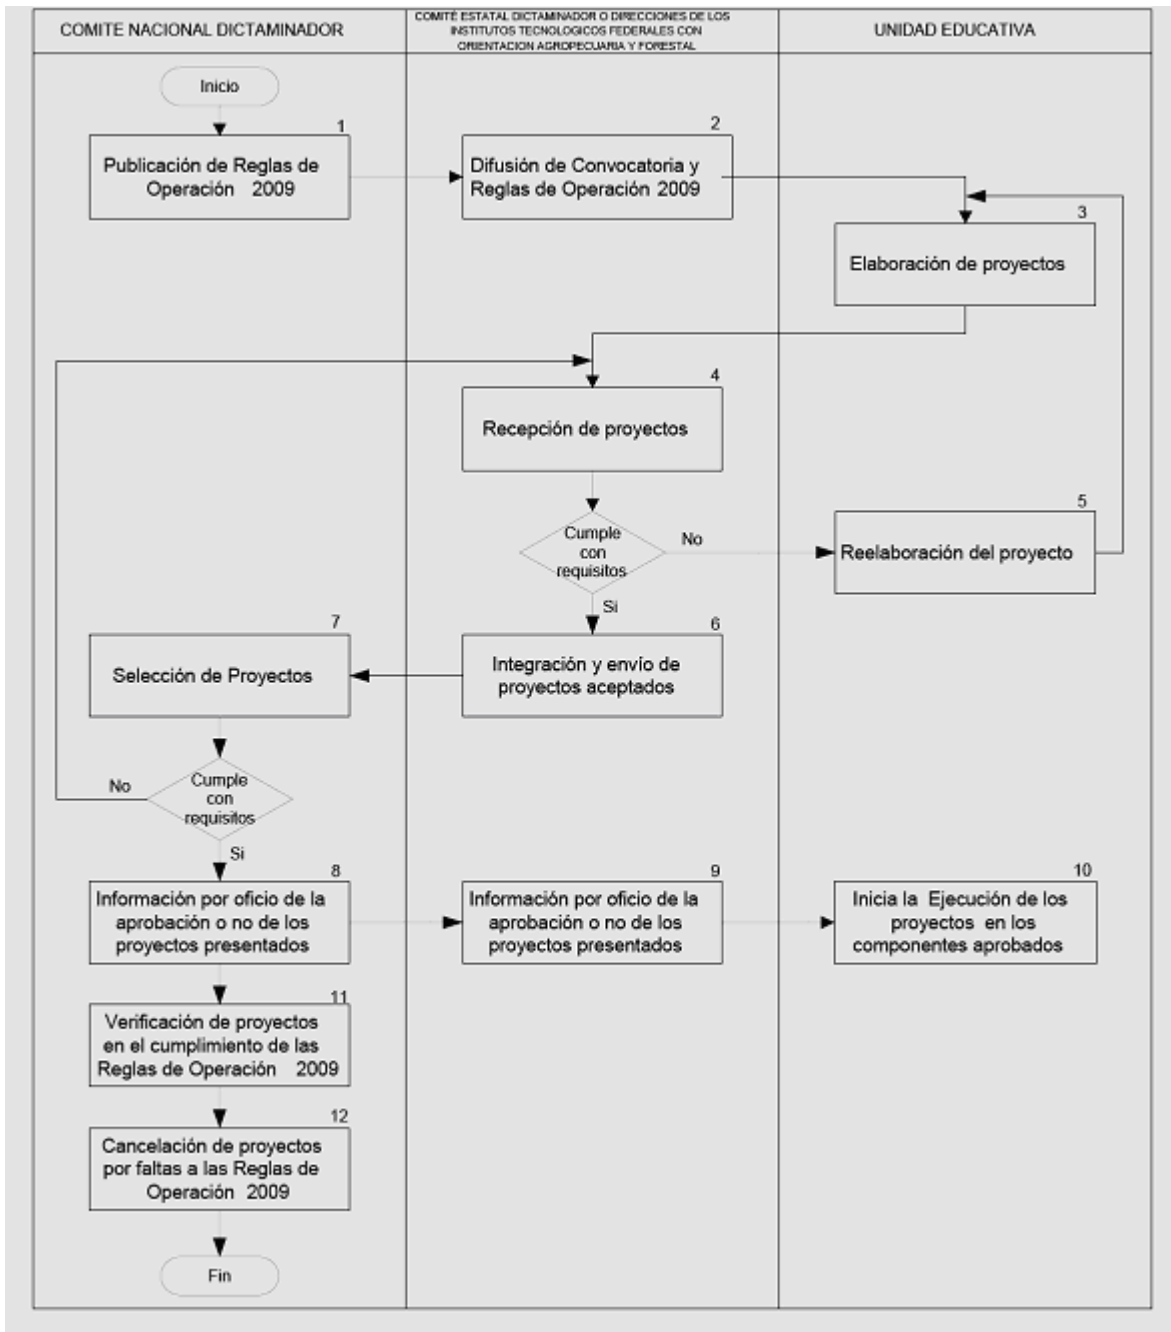 COMITE NACIONAL DICTAMINADOR
COMITÉ ESTATAL DICTAMINADOR O DIRECCIONES DE LOS
INSTITUTOS TECNOLOGICOS FEDERALES CON
ORIENTACION AGROPECUARIA Y FORESTAL
UNIDAD EDUCATIVA
Inicio
1
Publicación de Reglas de
Operación 2009
2
Difusión de Convocatoria y
Reglas de Operación 2009
3
Elaboración de proyectos
4
Recepción de proyectos
Cumple
con
requisitos
No
5
Reelaboración del proyecto
Si
6
Integración y envío de
proyectos aceptados
7
Selección de Proyectos
Cumple
con
requisitos
No
Si
8
Información por oficio de la
aprobación o no de los
proyectos presentados
9
Información por oficio de la
aprobación o no de los
proyectos presentados
10
Inicia la Ejecución de los
proyectos en los
componentes aprobados
11
Verificación de proyectos
en el cumplimiento de las
Reglas de Operación 2009
12
Cancelación de proyectos
por faltas a las Reglas de
Operación 2009
Fin